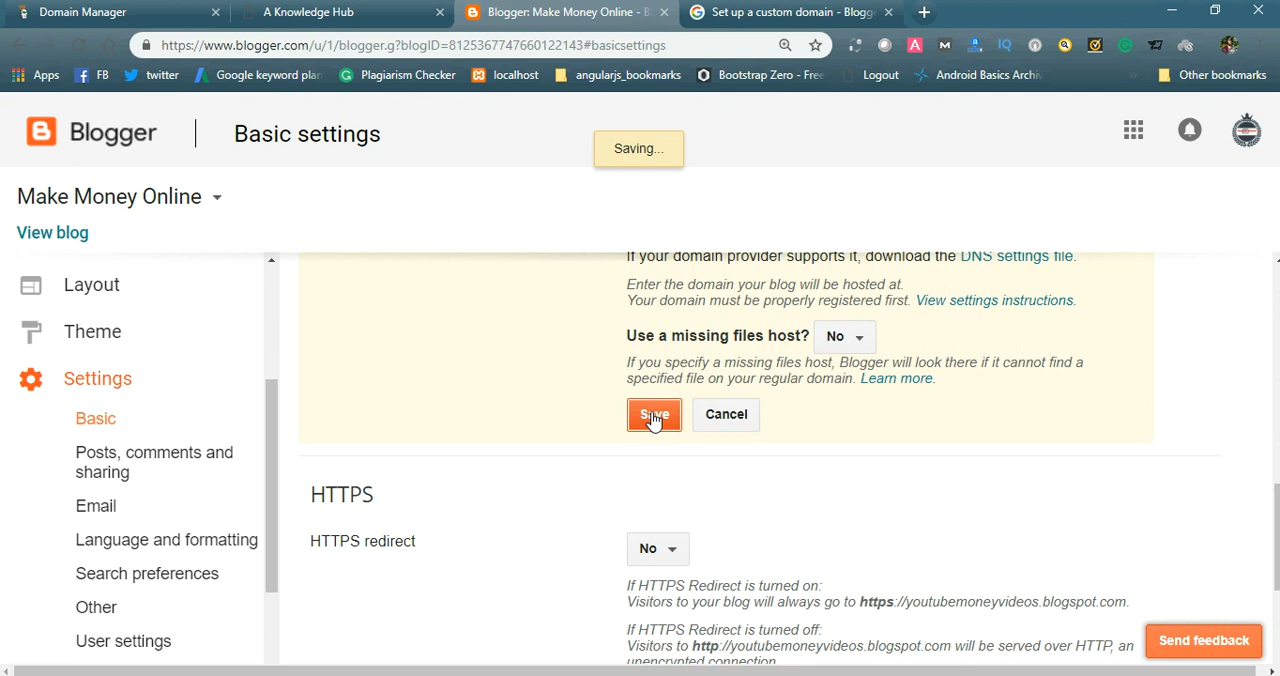 Domain Manager
A Knowledge Hub
Blogger: Make Money Online - B
Set up a custom domain - Blogg
https://www.blogger.com/u/1/blogger.g?blogID=8125367747660122143#basicsettings
Apps
FB
twitter
Google keyword plan
Plagiarism Checker
localhost
angularjs_bookmarks
Bootstrap Zero - Free
Logout
Android Basics Archiv
Other bookmarks
Blogger
Basic settings
Saving...
Make Money Online
View blog
Layout
Theme
Settings
Basic
Posts, comments and
sharing
Email
Language and formatting
Search preferences
Other
User settings
If your domain provider supports it, download the DNS settings file.
Enter the domain your blog will be hosted at.
Your domain must be properly registered first. View settings instructions.
Use a missing files host? No
If you specify a missing files host, Blogger will look there if it cannot find a
specified file on your regular domain. Learn more.
Save
Cancel
HTTPS
HTTPS redirect
No
If HTTPS Redirect is turned on:
Visitors to your blog will always go to https://youtubemoneyvideos.blogspot.com.
If HTTPS Redirect is turned off:
Visitors to http://youtubemoneyvideos.blogspot.com will be served over HTTP, an
unencrypted connection
Send feedback